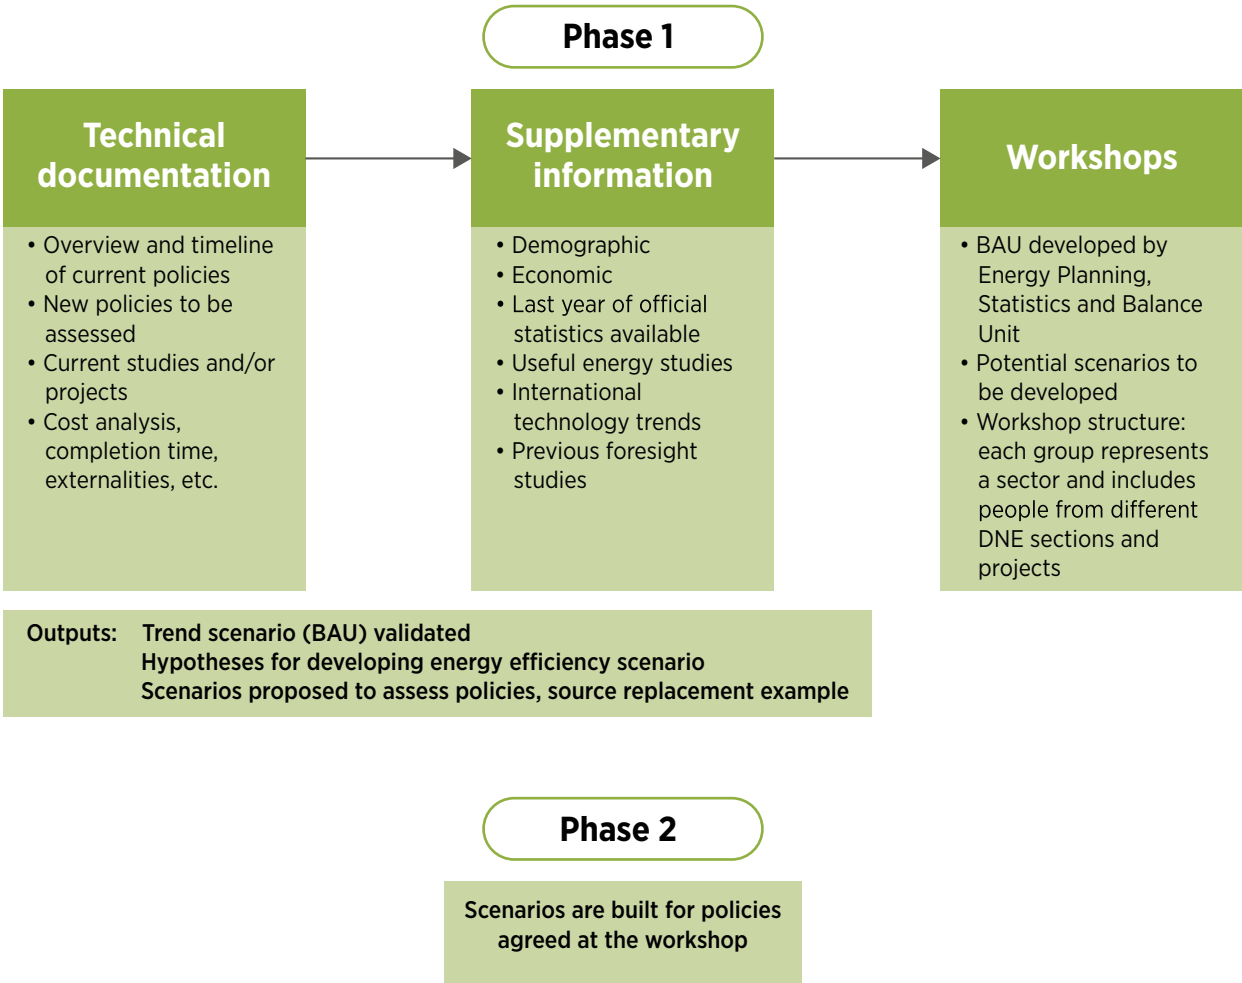 Phase 1
Technical
documentation
• Overview and timeline
of current policies
• New policies to be
assessed
• Current studies and/or
projects
• Cost analysis,
completion time,
externalities, etc.
Supplementary
information
• Demographic
• Economic
• Last year of official
statistics available
• Useful energy studies
• International
technology trends
• Previous foresight
studies
Workshops
• BAU developed by
Energy Planning,
Statistics and Balance
Unit
• Potential scenarios to
be developed
• Workshop structure:
each group represents
a sector and includes
people from different
DNE sections and
projects
Outputs: Trend scenario (BAU) validated
Hypotheses for developing energy efficiency scenario
Scenarios proposed to assess policies, source replacement example
Phase 2
Scenarios are built for policies
agreed at the workshop